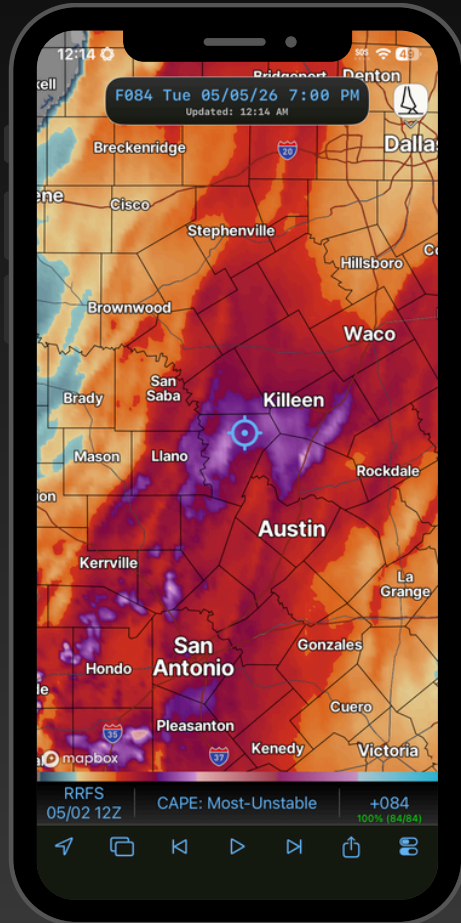 12:14
SOS
49
F084 Tue 05/05/26 7:00 PM
Updated: 12:14 AM
Bridgeport
Denton
Breckenridge
20
Cisco
Stephenville
Hillsboro
Brownwood
Waco
San
Saba
Brady
Killeen
Mason
Llano
Rockdale
Austin
Kerrville
La
Grange
San
Antonio
Gonzales
Hondo
Cuero
35
Pleasanton
mapbox
37
Kenedy
Victoria
RRFS
05/02 12Z
CAPE: Most-Unstable
+084
100% (84/84)